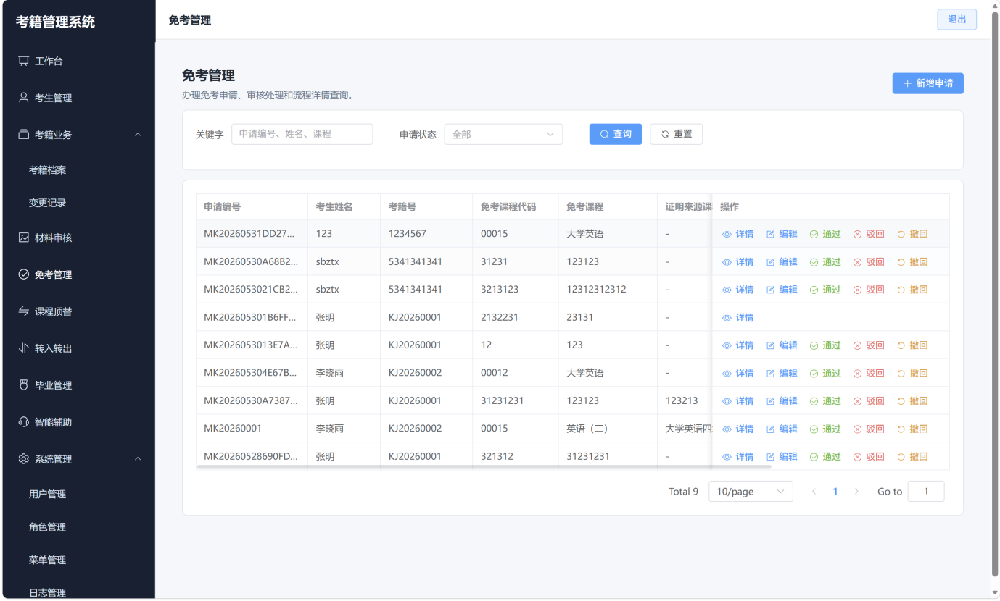 考籍管理系统
免考管理
退出
工作台
考生管理
考籍业务
考籍档案
变更记录
材料审核
免考管理
课程顶替
转入转出
毕业管理
智能辅助
系统管理
用户管理
角色管理
菜单管理
日志管理
免考管理
办理免考申请、审核处理和流程详情查询。
新增申请
关键字 申请编号、姓名、课程 申请状态 全部 查询 重置
申请编号 考生姓名 考籍号 免考课程代码 免考课程 证明来源课 操作
MK20260531DD27... 123 1234567 00015 大学英语 - 详情 编辑 通过 驳回 撤回
MK20260530A68B2... sbztx 5341341341 31231 123123 - 详情 编辑 通过 驳回 撤回
MK2026053021CB2... sbztx 5341341341 3213123 12312312312 - 详情 编辑 通过 驳回 撤回
MK202605301B6FF... 张明 KJ20260001 2132231 23131 - 详情
MK2026053013E7A... 张明 KJ20260001 12 123 - 详情 编辑 通过 驳回 撤回
MK202605304E67B... 李晓雨 KJ20260002 00012 大学英语 - 详情 编辑 通过 驳回 撤回
MK20260530A7387... 张明 KJ20260001 31231231 123123 123213 详情 编辑 通过 驳回 撤回
MK20260001 李晓雨 KJ20260002 00015 英语（二） 大学英语四 详情 编辑 通过 驳回 撤回
MK20260528690FD... 张明 KJ20260001 321312 31231231 - 详情 编辑 通过 驳回 撤回
Total 9 10/page 1 Go to 1